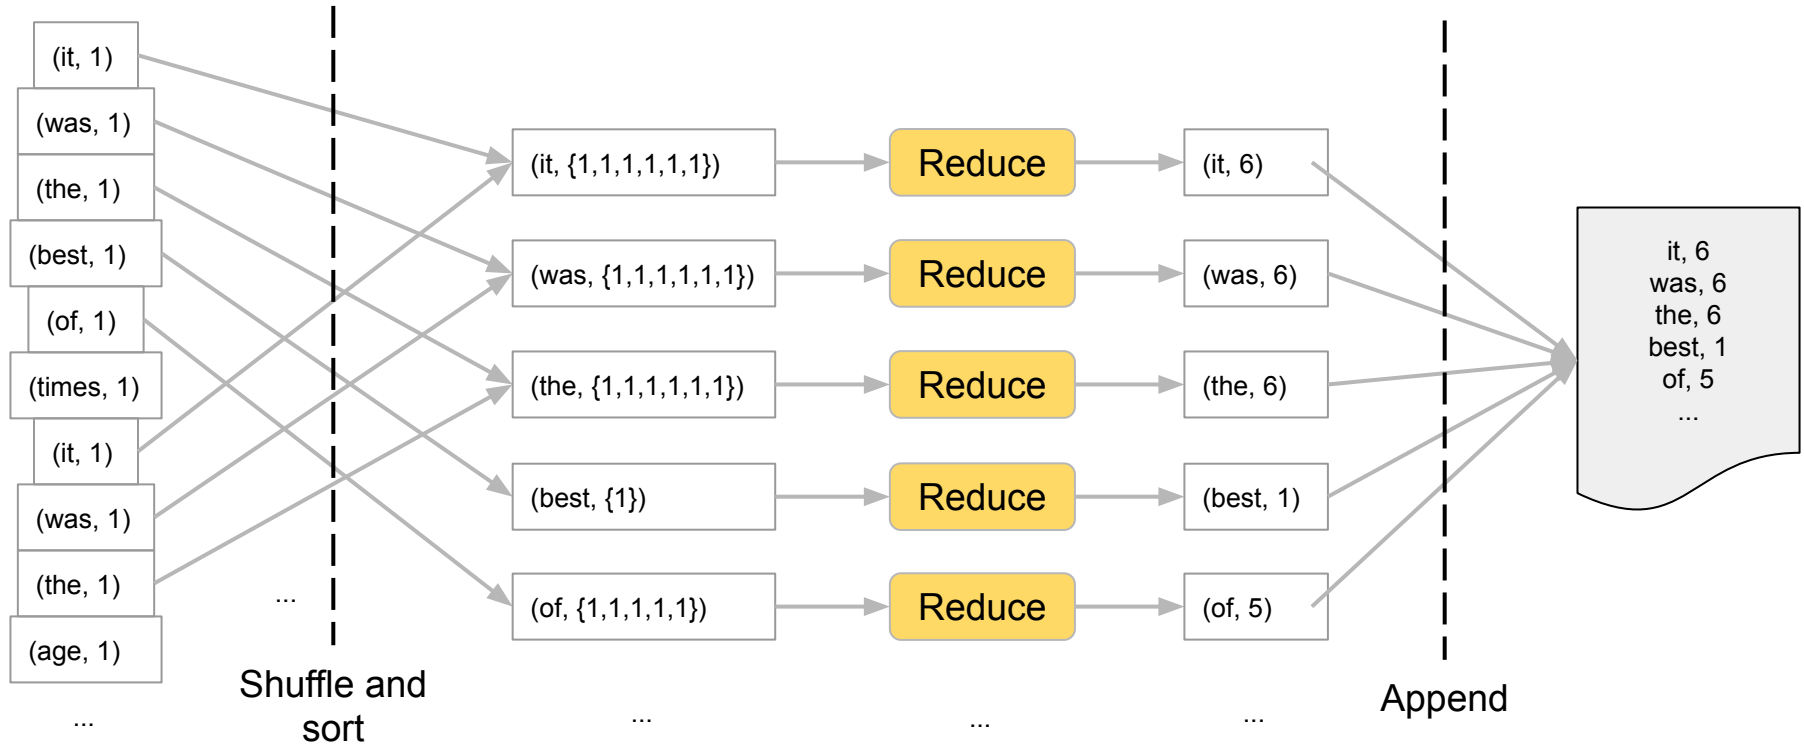 (it, 1)
(was, 1)
(the, 1)
(best, 1)
(of, 1)
(times, 1)
(it, 1)
(was, 1)
(the, 1)
(age, 1)
...
...
Shuffle and
sort
(it, {1,1,1,1,1,1})
(was, {1,1,1,1,1,1})
(the, {1,1,1,1,1,1})
(best, {1})
(of, {1,1,1,1,1})
...
Reduce
Reduce
Reduce
Reduce
Reduce
...
(it, 6)
(was, 6)
(the, 6)
(best, 1)
(of, 5)
...
Append
it, 6
was, 6
the, 6
best, 1
of, 5
...